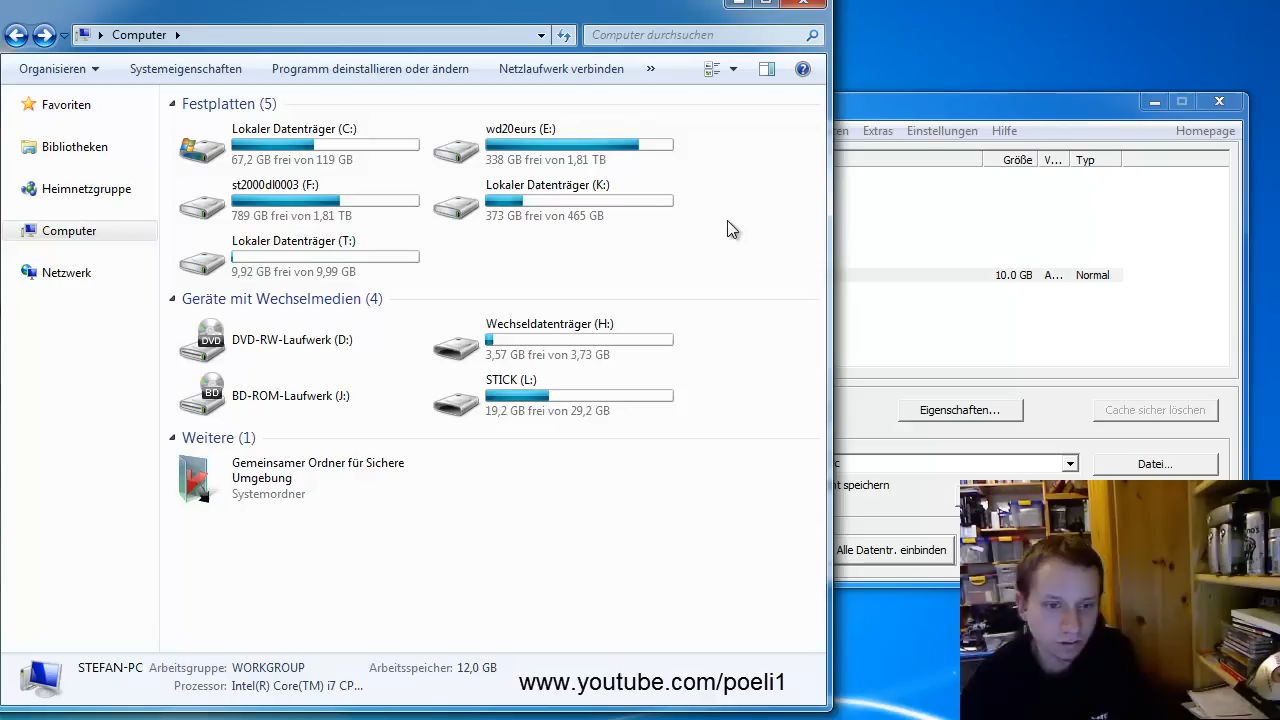 Computer
Computer durchsuchen
Organisieren
Systemeigenschaften
Programm deinstallieren oder ändern
Netzlaufwerk verbinden
»
Favoriten
Bibliotheken
Heimnetzgruppe
Computer
Netzwerk
Festplatten (5)
Lokaler Datenträger (C:)
67,2 GB frei von 119 GB
wd20eurs (E:)
338 GB frei von 1,81 TB
st2000dl0003 (F:)
789 GB frei von 1,81 TB
Lokaler Datenträger (K:)
373 GB frei von 465 GB
Lokaler Datenträger (T:)
9,92 GB frei von 9,99 GB
Geräte mit Wechselmedien (4)
DVD
DVD-RW-Laufwerk (D:)
Wechseldatenträger (H:)
3,57 GB frei von 3,73 GB
BD
BD-ROM-Laufwerk (J:)
STICK (L:)
19,2 GB frei von 29,2 GB
Weitere (1)
Gemeinsamer Ordner für Sichere
Umgebung
Systemordner
STEFAN-PC
Arbeitsgruppe: WORKGROUP
Arbeitsspeicher: 12,0 GB
Prozessor: Intel(R) Core(TM) i7 CP...
www.youtube.com/poeli1
Extras
Einstellungen
Hilfe
Homepage
Größe
V...
Typ
10.0 GB
A...
Normal
Eigenschaften...
Cache sicher löschen
Datei...
speichern
Alle Datentr. einbinden